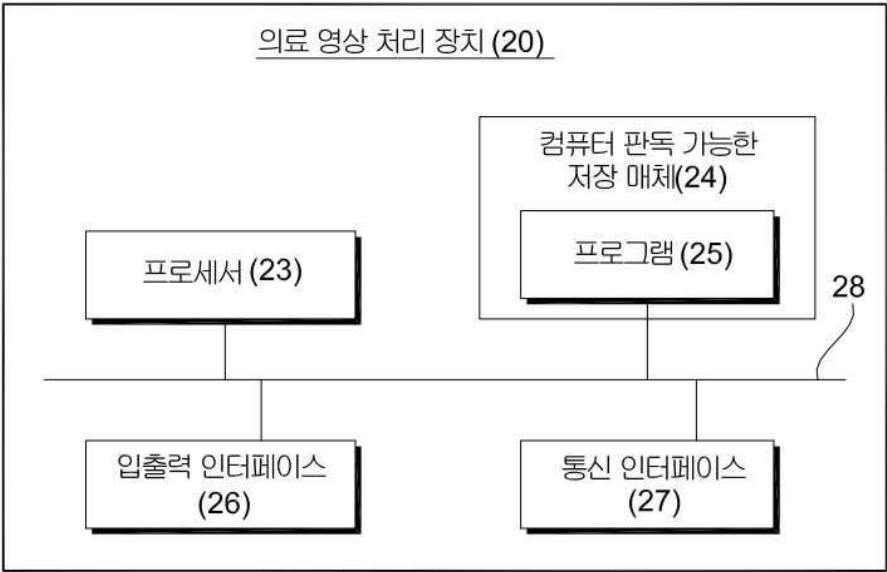 의료 영상 처리 장치 (20)
컴퓨터 판독 가능한
저장 매체(24)
프로세서 (23)
프로그램 (25)
28
입출력 인터페이스
(26)
통신 인터페이스
(27)